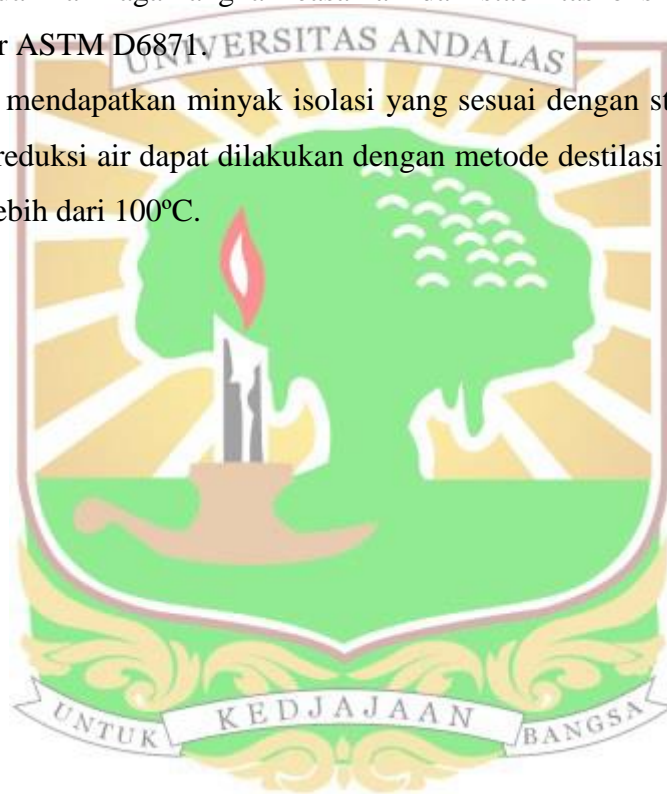 r ASTM D6871.
UNIVERSITAS ANDALAS
mendapatkan minyak isolasi yang sesuai dengan
reduksi air dapat dilakukan dengan metode destilasi
ebih dari 100ºC.
UNTUK KEDJAJAAN BANGSA